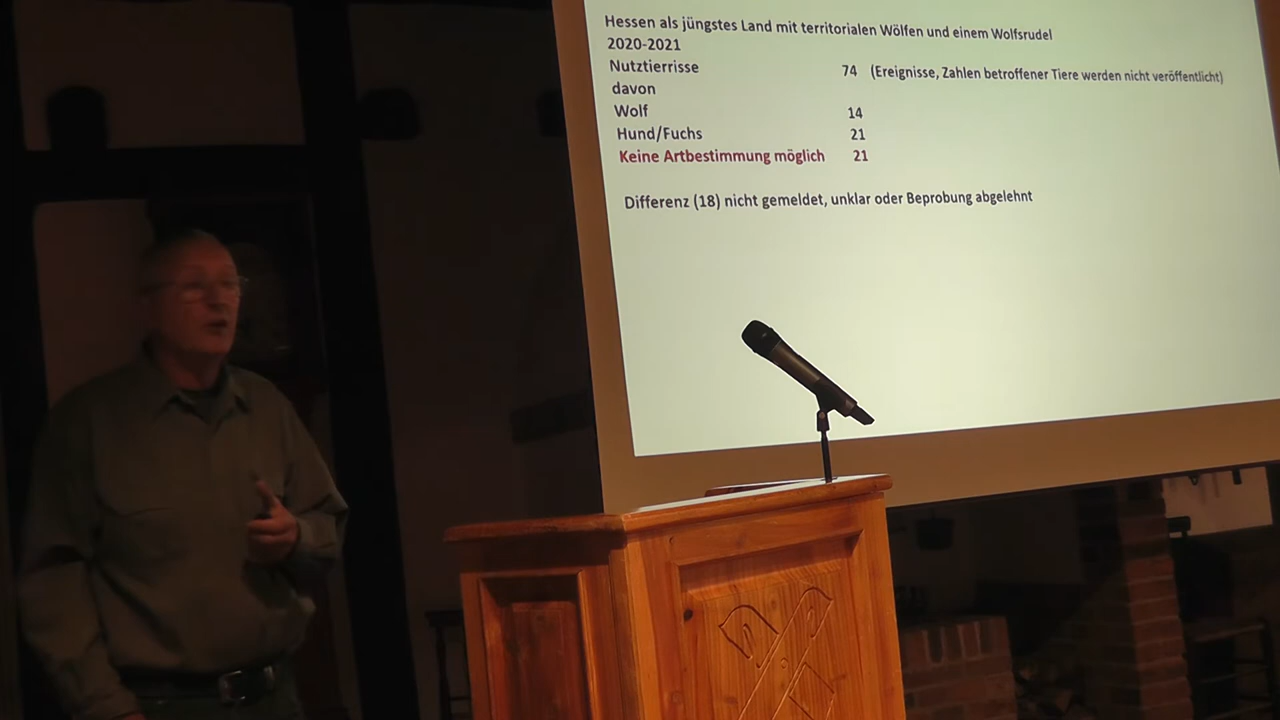 Hessen als jüngstes Land mit territorialen Wölfen und einem Wolfsrudel
2020-2021
Nutztierrisse 74 (Ereignisse, Zahlen betroffener Tiere werden nicht veröffentlicht)
davon
Wolf 14
Hund/Fuchs 21
Keine Artbestimmung möglich 21
Differenz (18) nicht gemeldet, unklar oder Beprobung abgelehnt